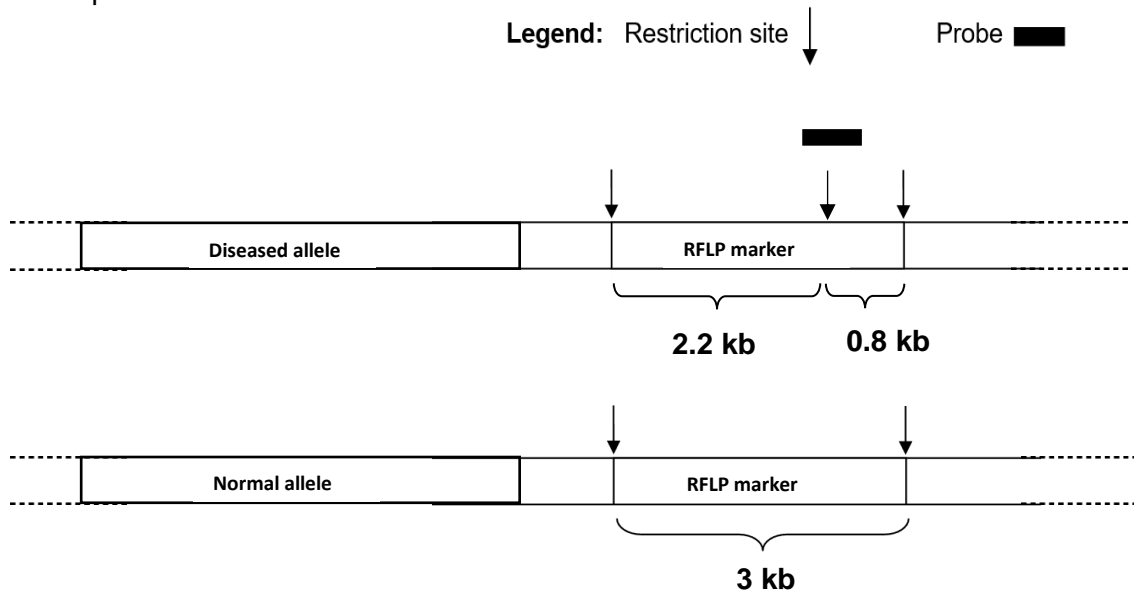 Legend: Restriction site Probe
Diseased allele RFLP marker
2.2 kb 0.8 kb
Normal allele RFLP marker
3 kb